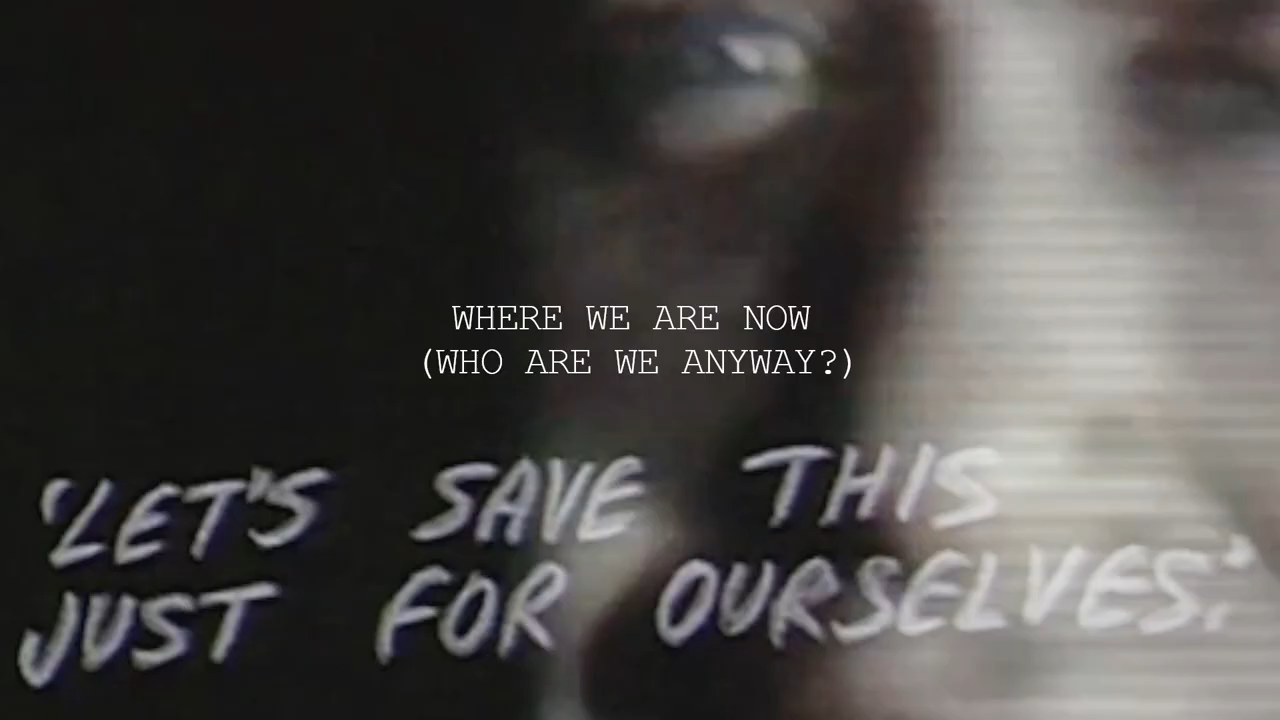 WHERE WE ARE NOW
(WHO ARE WE ANYWAY?)
'LET'S SAVE THIS
JUST FOR OURSELVES.'